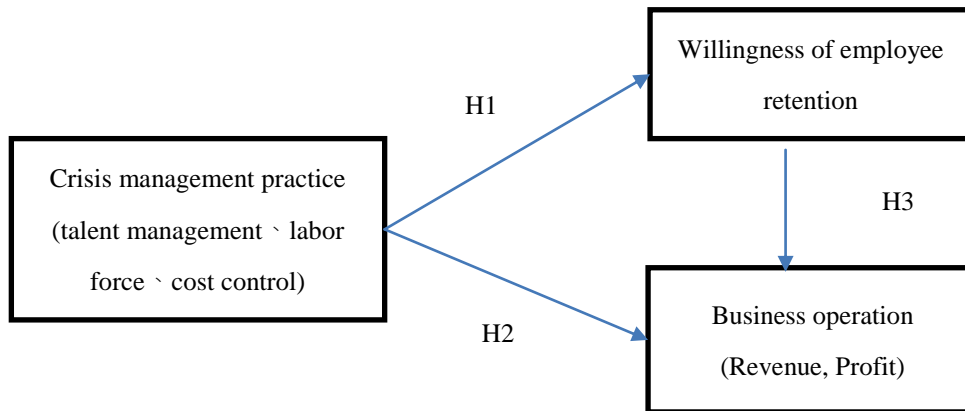 Willingness of employee
retention
H1
Crisis management practice
(talent management、labor
force、cost control)
H3
H2
Business operation
(Revenue, Profit)